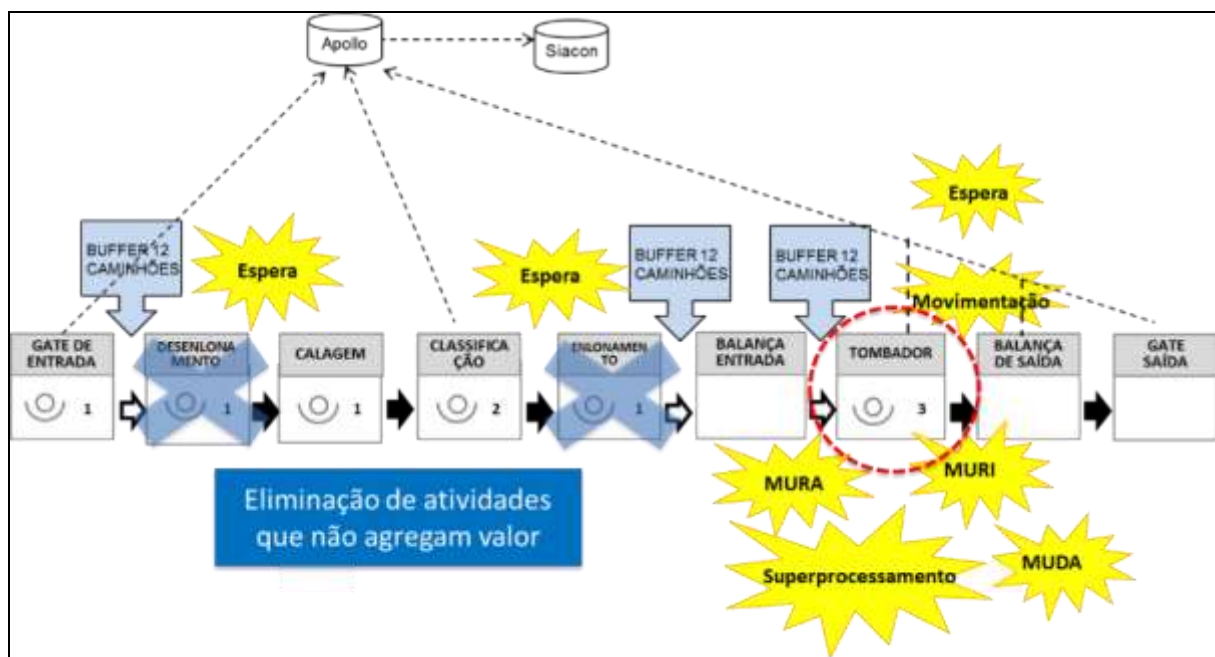 Apollo
Siacon
Espera
BUFFER 12
CAMINHÕES
Espera
Espera
BUFFER 12
CAMINHÕES
BUFFER 12
CAMINHÕES
Movimentação
GATE DE
ENTRADA
1
DESENLONA
MENTO
1
CALAGEM
1
CLASSIFICA
ÇÃO
2
ENLONAMEN
TO
1
BALANÇA
ENTRADA
TOMBADOR
3
BALANÇA
DE SAÍDA
GATE
SAÍDA
MURA
MURI
Eliminação de atividades
que não agregam valor
Superprocessamento
MUDA